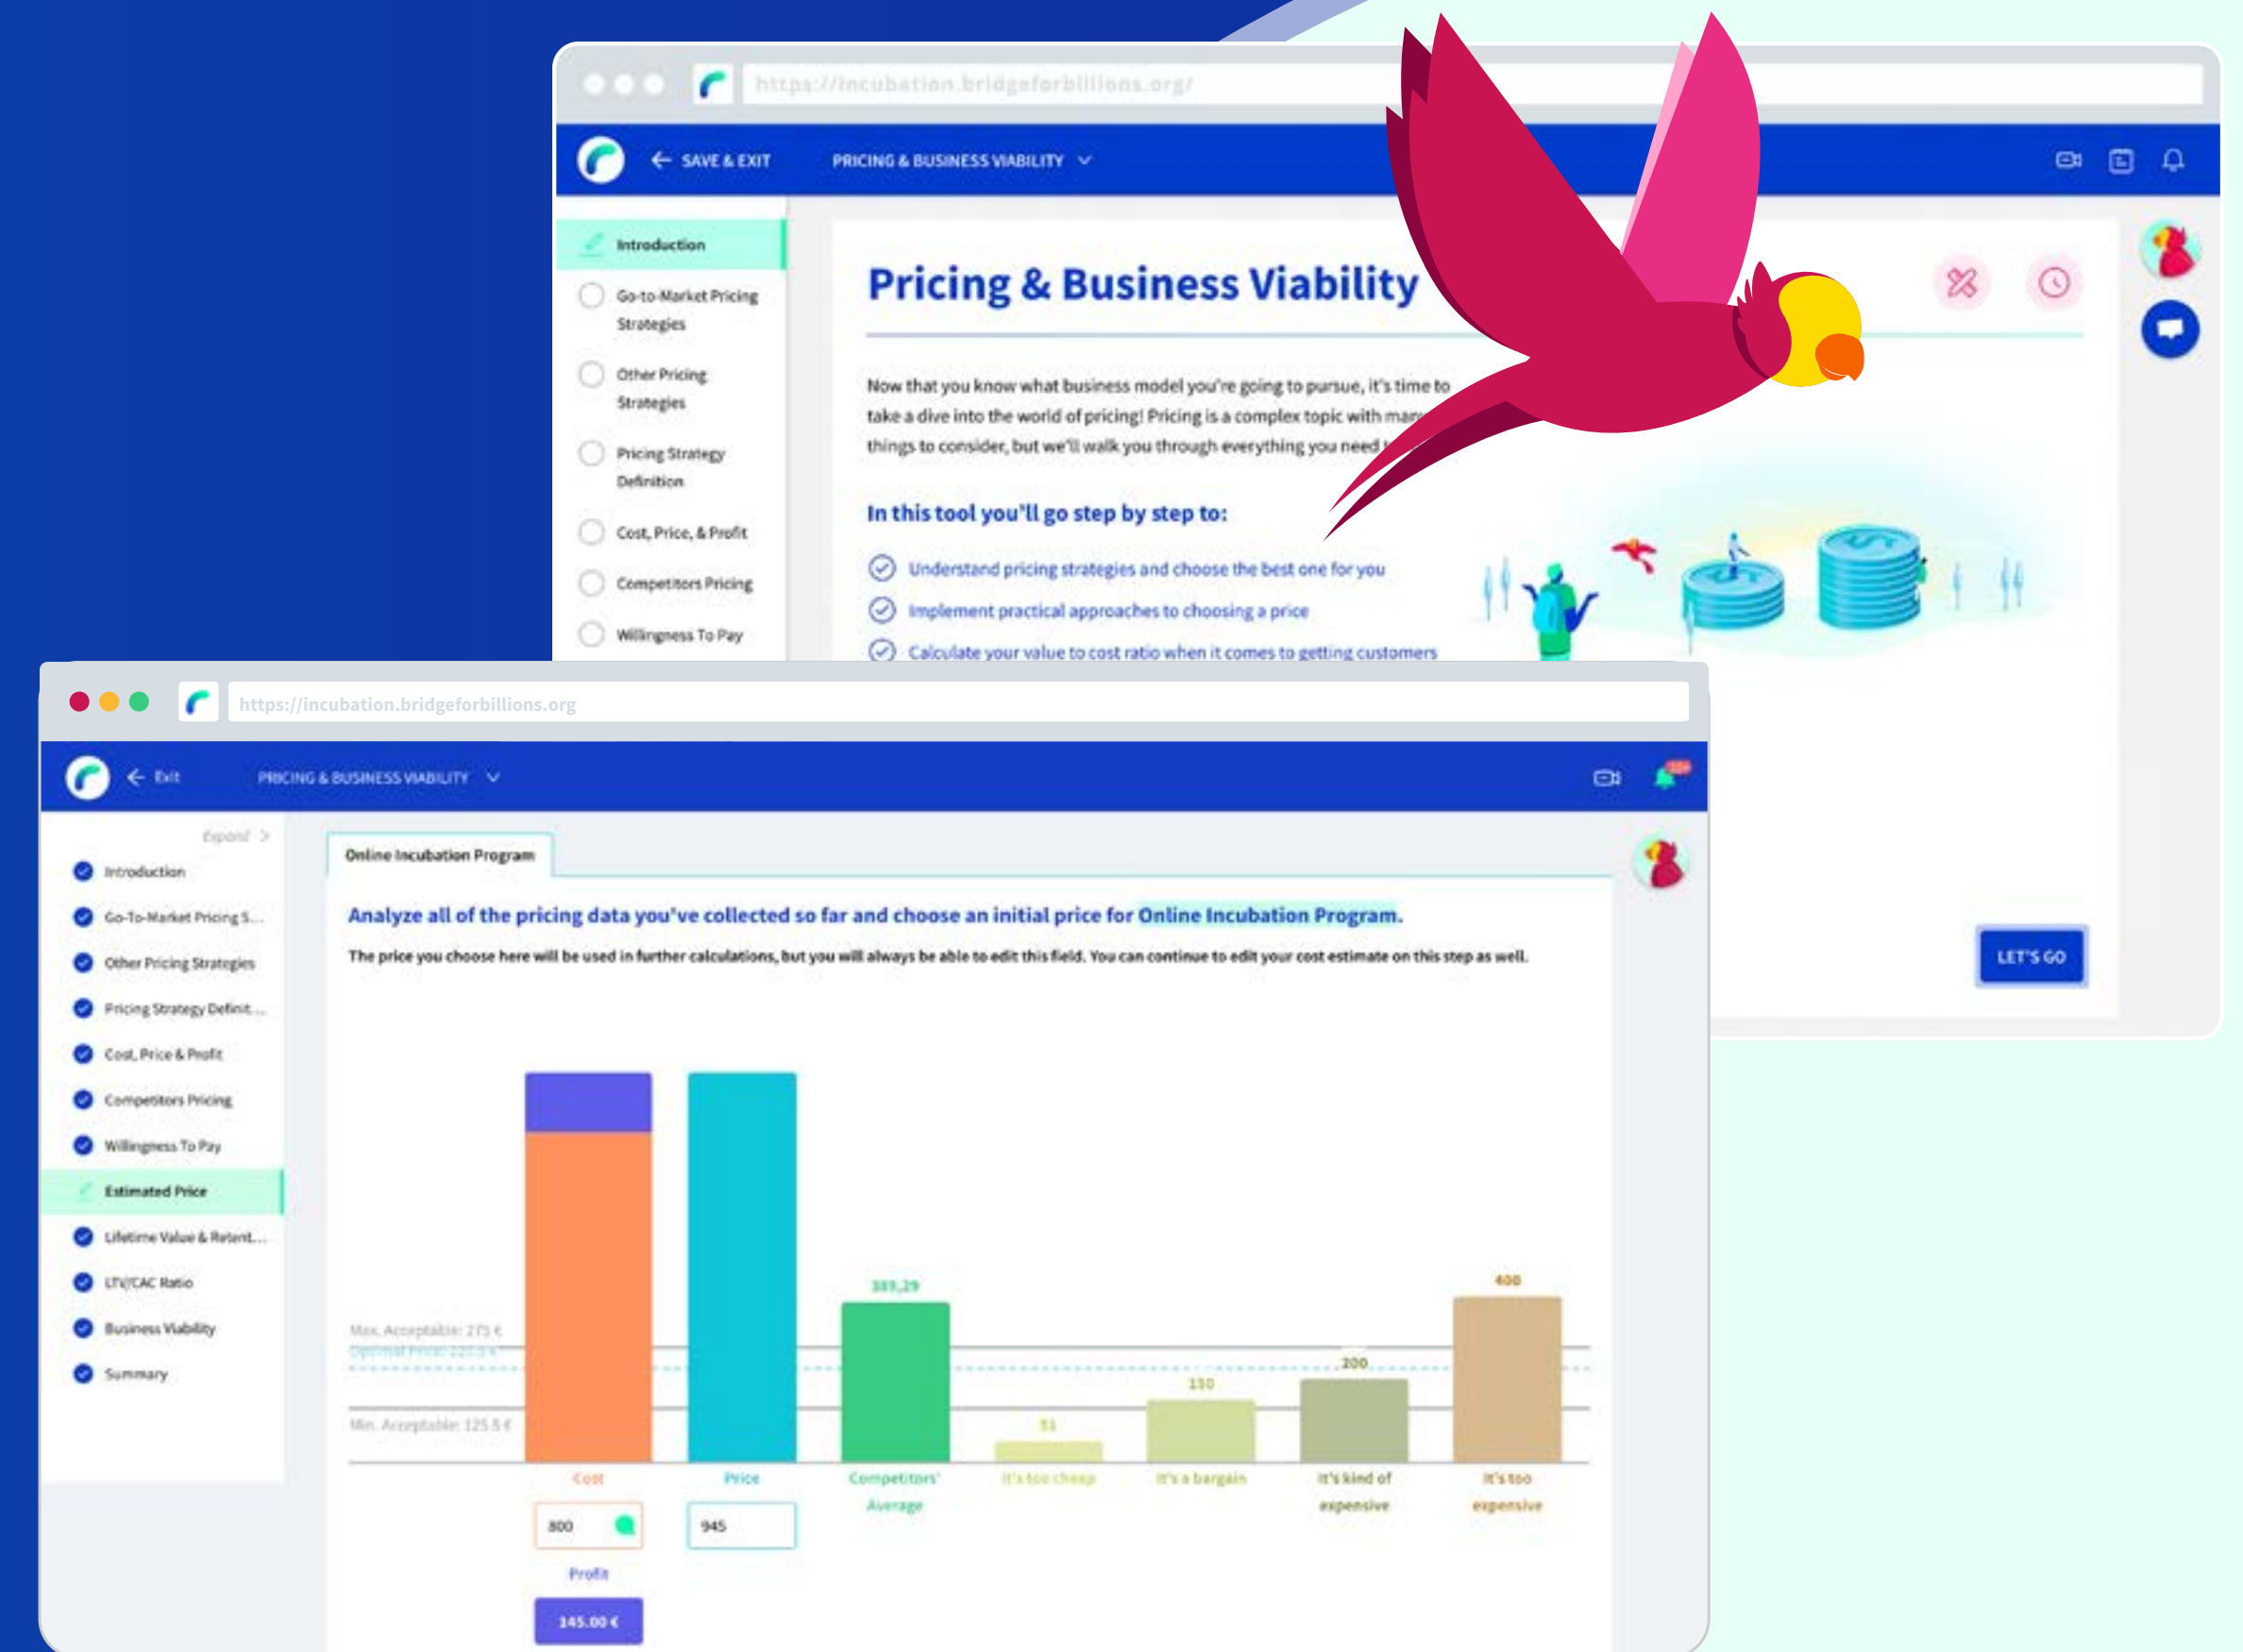 https://incubation.bridgeforbillions.org/
SAVE & EXIT
PRICING & BUSINESS VIABILITY
Introduction
Go-to-Market Pricing
Strategies
Other Pricing
Strategies
Pricing Strategy
Definition
Cost, Price, & Profit
Competitors Pricing
Willingness To Pay
Pricing & Business Viability
Now that you know what business model you're going to pursue, it's time to
take a dive into the world of pricing! Pricing is a complex topic with many
things to consider, but we'll walk you through everything you need
In this tool you'll go step by step to:
Understand pricing strategies and choose the best one for you
Implement practical approaches to choosing a price
Calculate your value to cost ratio when it comes to getting customers
LET'S GO
https://incubation.bridgeforbillions.org
Exit
PRICING & BUSINESS VIABILITY
Expand >
Introduction
Go-To-Market Pricing S...
Other Pricing Strategies
Pricing Strategy Definit...
Cost, Price & Profit
Competitors Pricing
Willingness To Pay
Estimated Price
Lifetime Value & Retent...
LTV/CAC Ratio
Business Viability
Summary
Online Incubation Program
Analyze all of the pricing data you've collected so far and choose an initial price for Online Incubation Program.
The price you choose here will be used in further calculations, but you will always be able to edit this field. You can continue to edit your cost estimate on this step as well.
Max. Acceptable: 275 €
Optimal Price:
Min. Acceptable: 125.5 €
400
200
150
Cost
Price
Competitors'
Average
It's too cheap
It's a bargain
It's kind of
expensive
It's too
expensive
800
945
Profit
145.00 €